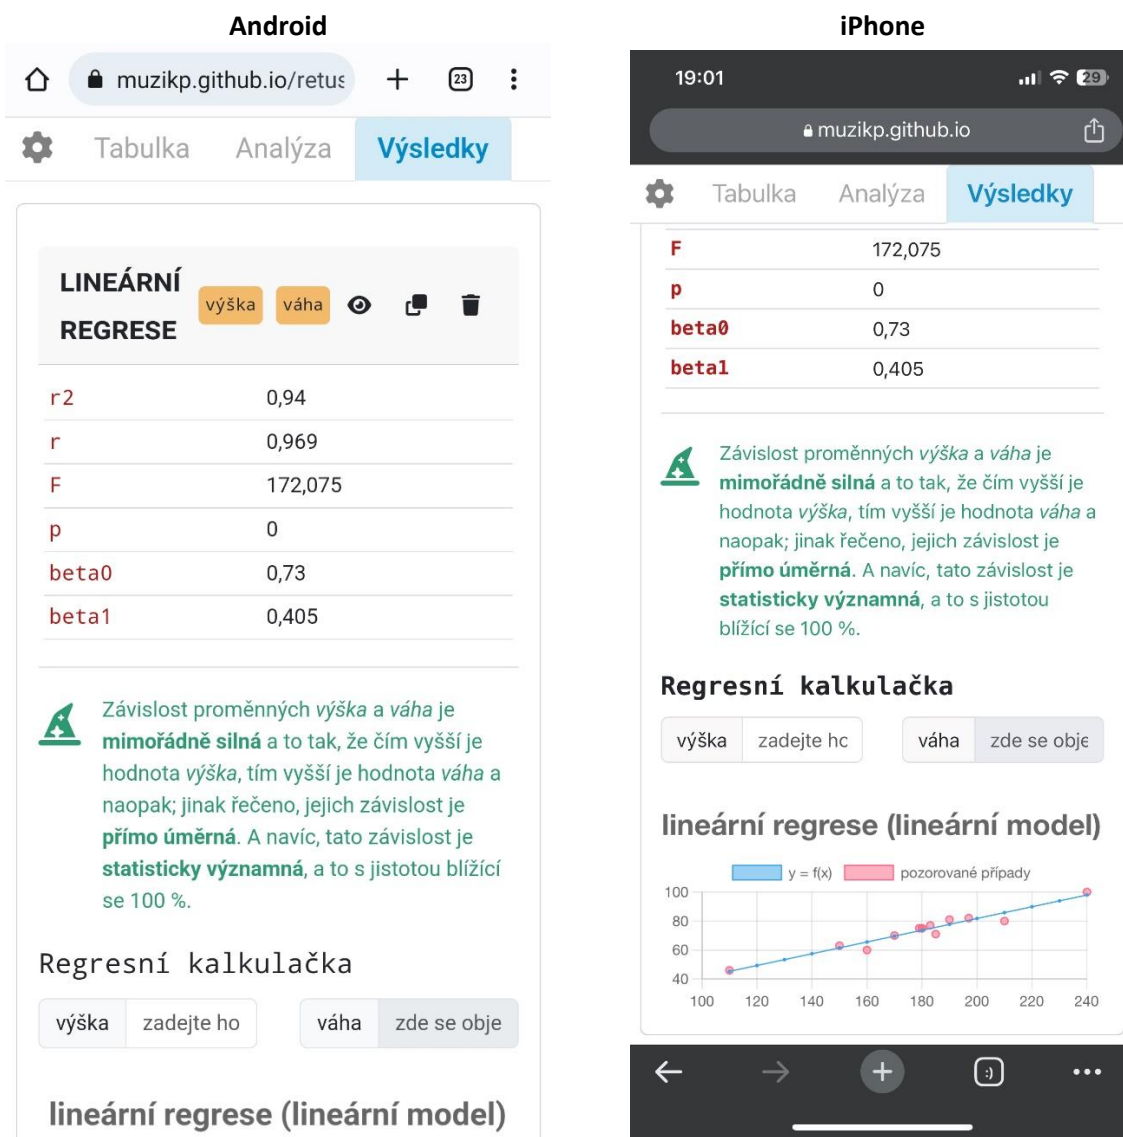 Android
muzikp.github.io/retus
23
Tabulka Analýza Výsledky
LINEÁRNÍ
REGRESE
výška váha
r2 0,94
r 0,969
F 172,075
p 0
beta0 0,73
beta1 0,405
Závislost proměnných výška a váha je
mimořádně silná a to tak, že čím vyšší je
hodnota výška, tím vyšší je hodnota váha a
naopak; jinak řečeno, jejich závislost je
přímo úměrná. A navíc, tato závislost je
statisticky významná, a to s jistotou blížící
se 100 %.
Regresní kalkulačka
výška zadejte ho váha zde se obje
lineární regrese (lineární model)
iPhone
19:01
29
muzikp.github.io
Tabulka Analýza Výsledky
F 172,075
p 0
beta0 0,73
beta1 0,405
Závislost proměnných výška a váha je
mimořádně silná a to tak, že čím vyšší je
hodnota výška, tím vyšší je hodnota váha a
naopak; jinak řečeno, jejich závislost je
přímo úměrná. A navíc, tato závislost je
statisticky významná, a to s jistotou
blížící se 100 %.
Regresní kalkulačka
výška zadejte hc váha zde se obje
lineární regrese (lineární model)
y = f(x) pozorované případy
100
80
60
40
100 120 140 160 180 200 220 240
:)